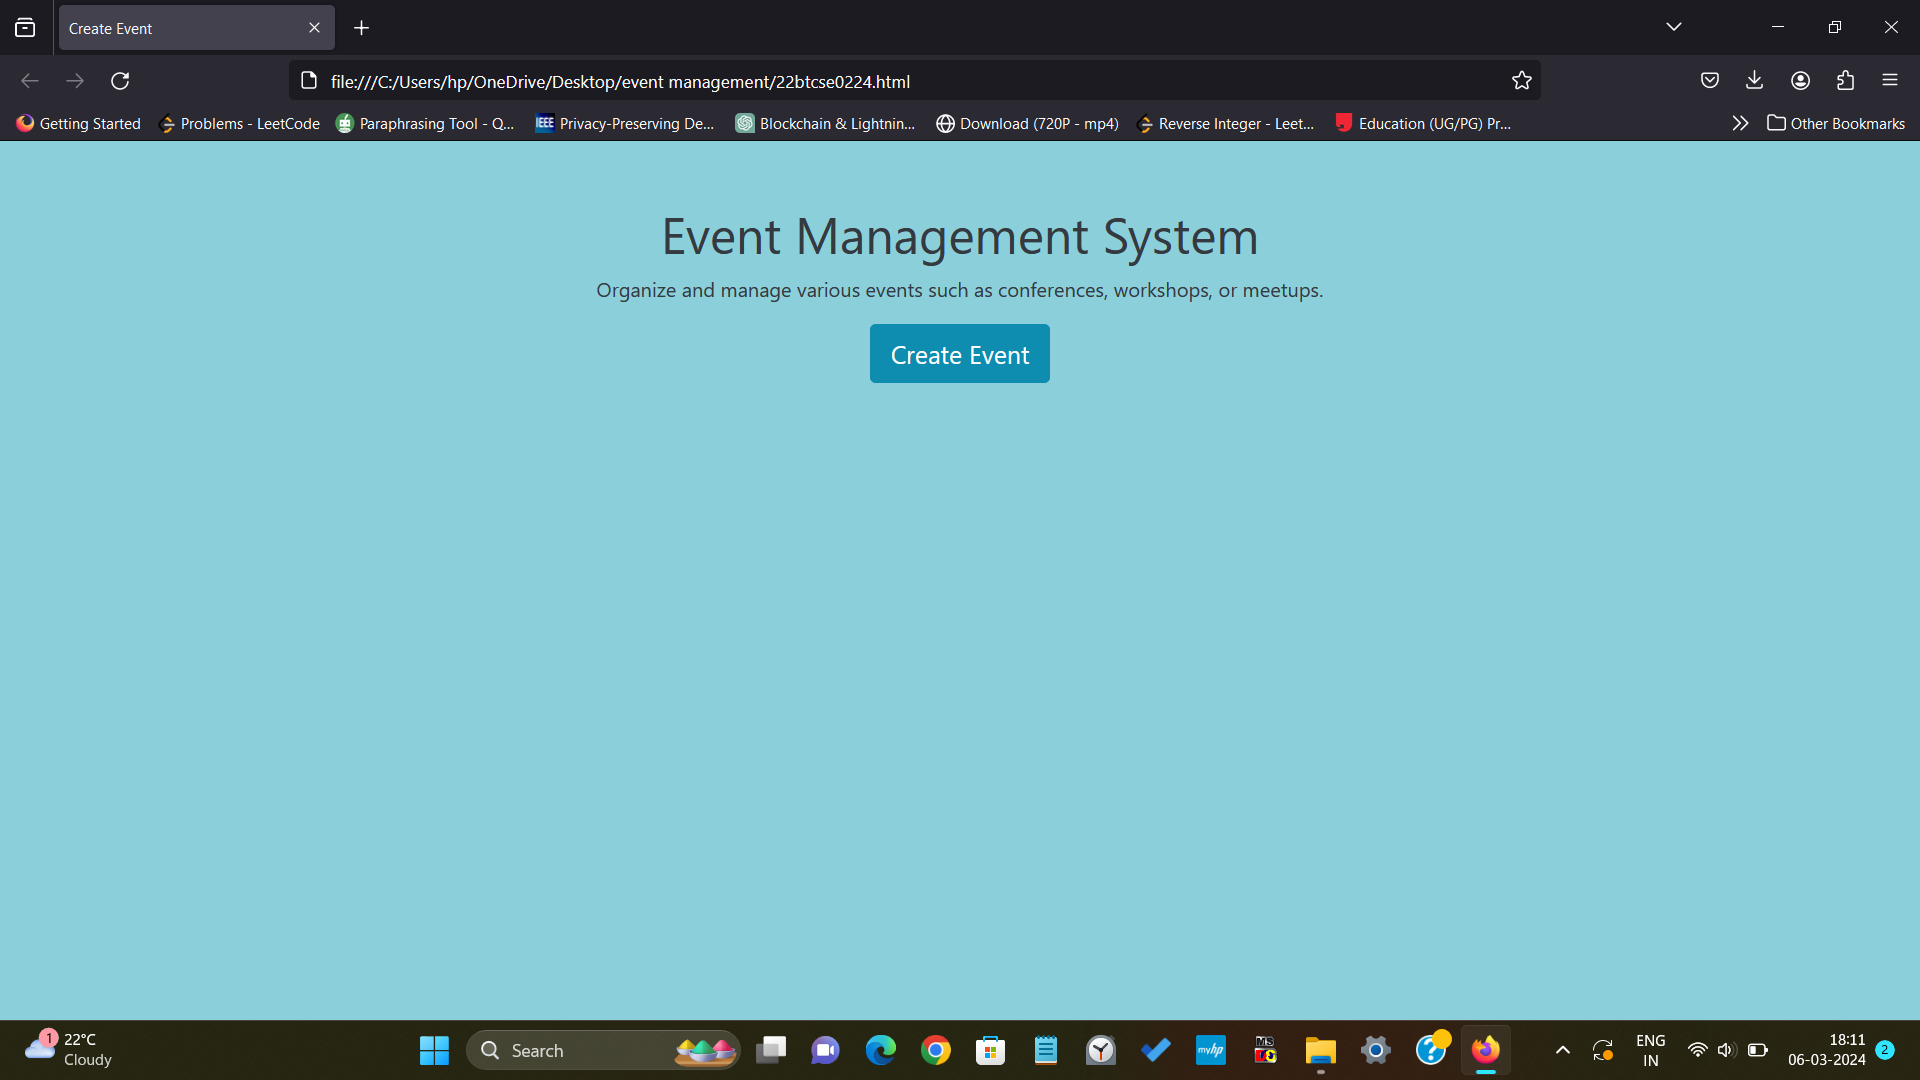 Create Event
file:///C:/Users/hp/OneDrive/Desktop/event management/22btcse0224.html
Getting Started Problems - LeetCode Paraphrasing Tool - Q... IEEE Privacy-Preserving De... Blockchain & Lightnin... Download (720P - mp4) Reverse Integer - Leet... Education (UG/PG) Pr... Other Bookmarks
Event Management System
Organize and manage various events such as conferences, workshops, or meetups.
Create Event
1 22°C
Cloudy
Search
myhp
MS
ENG
IN
18:11
06-03-2024
2